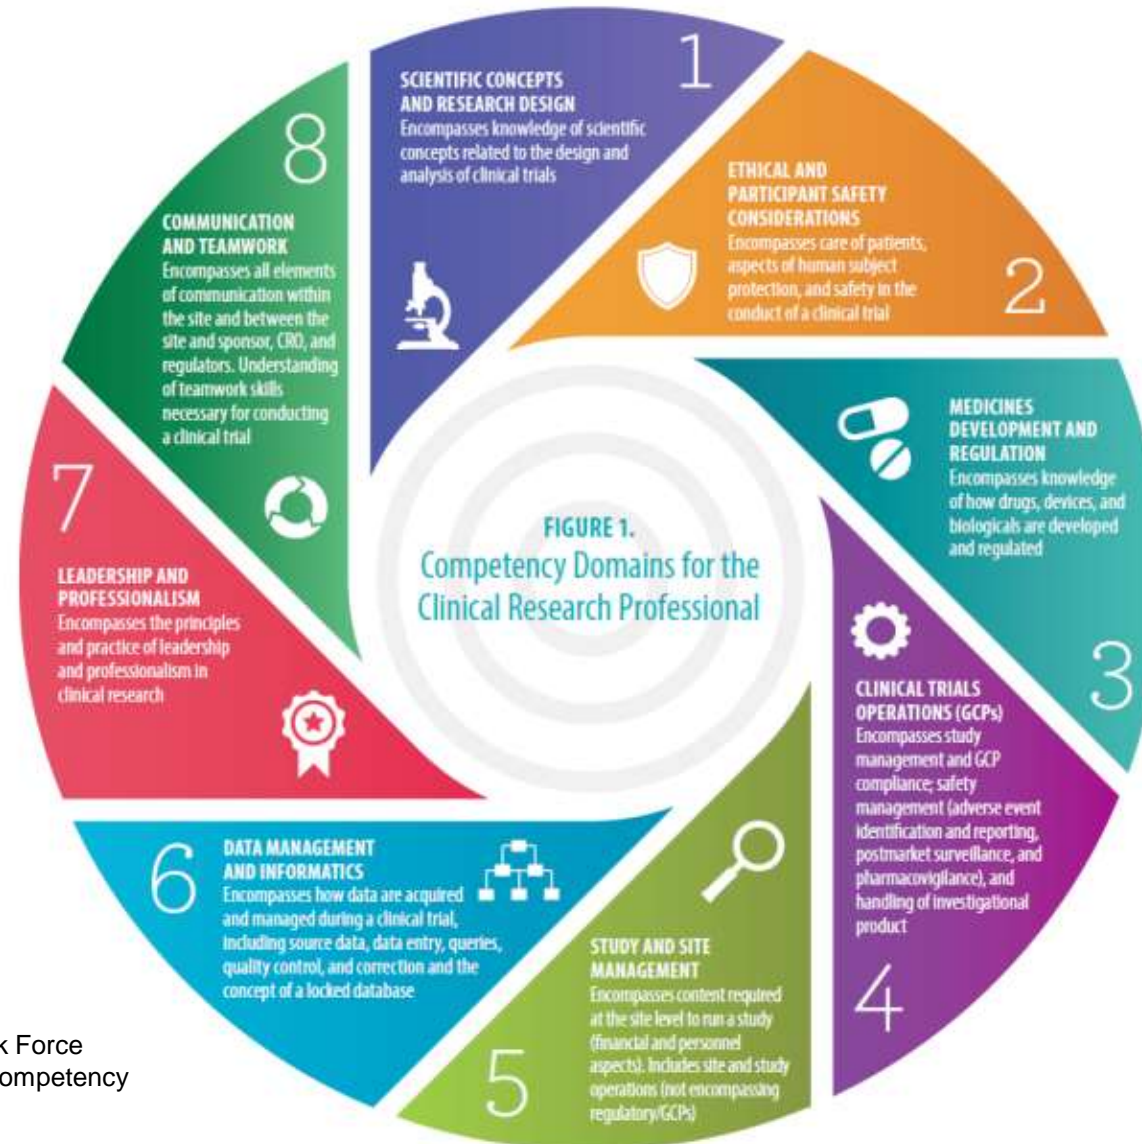 1
SCIENTIFIC CONCEPTS
AND RESEARCH DESIGN
Encompasses knowledge of scientific
concepts related to the design and
analysis of clinical trials
2
ETHICAL AND
PARTICIPANT SAFETY
CONSIDERATIONS
Encompasses care of patients,
aspects of human subject
protection, and safety in the
conduct of a clinical trial
3
MEDICINES
DEVELOPMENT AND
REGULATION
Encompasses knowledge
of how drugs, devices, and
biologicals are developed
and regulated
4
CLINICAL TRIALS
OPERATIONS (GCPs)
Encompasses study
management and GCP
compliance; safety
management (adverse event
identification and reporting,
postmarket surveillance, and
pharmacovigilance), and
handling of investigational
product
5
STUDY AND SITE
MANAGEMENT
Encompasses content required
at the site level to run a study
(financial and personnel
aspects). Includes site and study
operations (not encompassing
regulatory/GCPs)
6
DATA MANAGEMENT
AND INFORMATICS
Encompasses how data are acquired
and managed during a clinical trial,
including source data, data entry, queries,
quality control, and correction and the
concept of a locked database
7
LEADERSHIP AND
PROFESSIONALISM
Encompasses the principles
and practice of leadership
and professionalism in
clinical research
8
COMMUNICATION
AND TEAMWORK
Encompasses all elements
of communication within
the site and between the
site and sponsor, CRO, and
regulators. Understanding
of teamwork skills
necessary for conducting
a clinical trial
FIGURE 1.
Competency Domains for the
Clinical Research Professional
k Force
ompetency